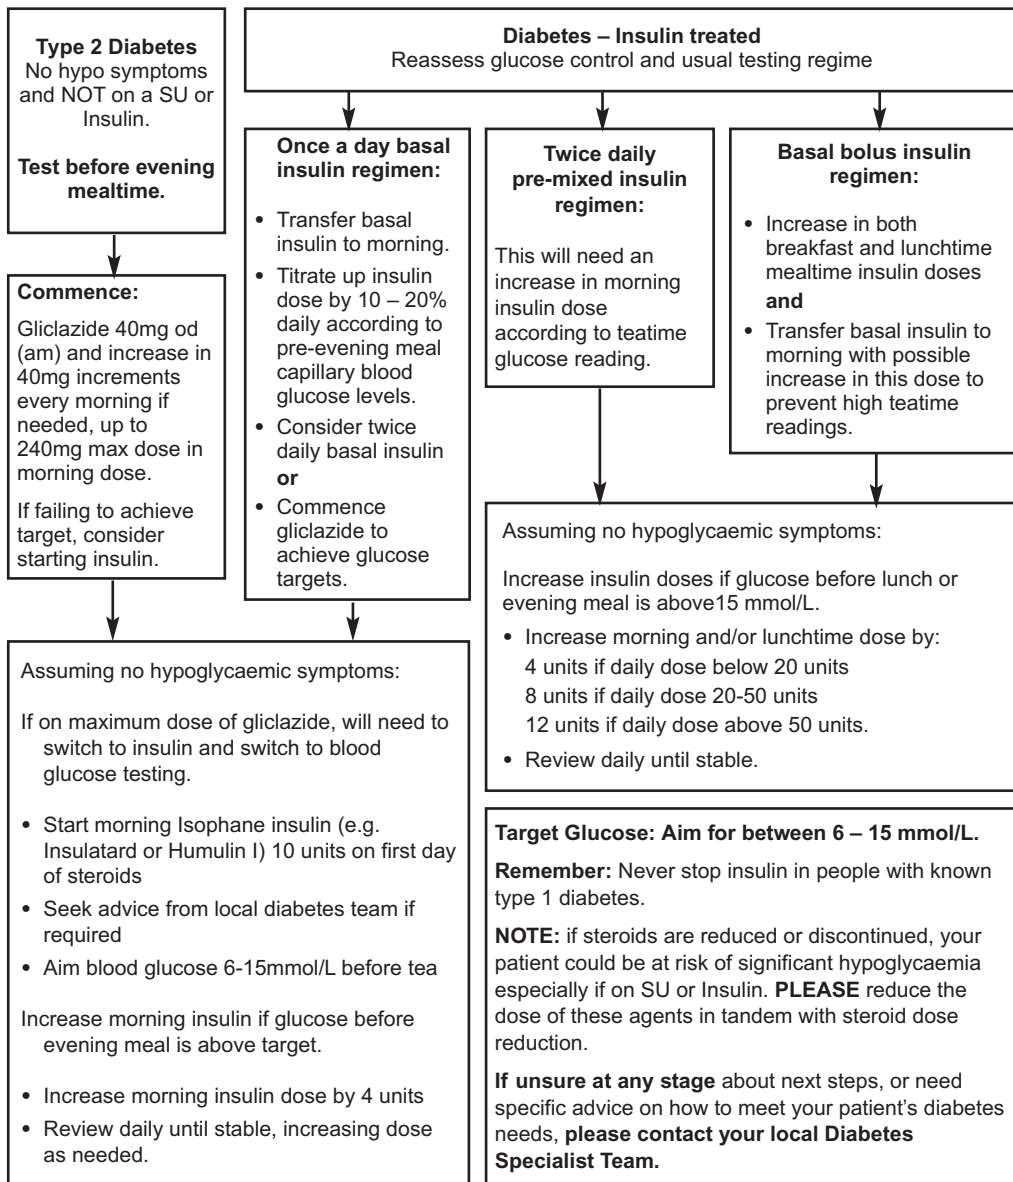 Type 2 Diabetes
No hypo symptoms
and NOT on a SU or
Insulin.
Test before evening
mealtime.
Diabetes – Insulin treated
Reassess glucose control and usual testing regime
Commence:
Gliclazide 40mg od
(am) and increase in
40mg increments
every morning if
needed, up to
240mg max dose in
morning dose.
If failing to achieve
target, consider
starting insulin.
Once a day basal
insulin regimen:
• Transfer basal
insulin to morning.
• Titrate up insulin
dose by 10 – 20%
daily according to
pre-evening meal
capillary blood
glucose levels.
• Consider twice
daily basal insulin
or
• Commence
gliclazide to
achieve glucose
targets.
Twice daily
pre-mixed insulin
regimen:
This will need an
increase in morning
insulin dose
according to teatime
glucose reading.
Basal bolus insulin
regimen:
• Increase in both
breakfast and lunchtime
mealtime insulin doses
and
• Transfer basal insulin to
morning with possible
increase in this dose to
prevent high teatime
readings.
Assuming no hypoglycaemic symptoms:
If on maximum dose of gliclazide, will need to
switch to insulin and switch to blood
glucose testing.
• Start morning Isophane insulin (e.g.
Insulatard or Humulin I) 10 units on first day
of steroids
• Seek advice from local diabetes team if
required
• Aim blood glucose 6-15mmol/L before tea
Increase morning insulin if glucose before
evening meal is above target.
• Increase morning insulin dose by 4 units
• Review daily until stable, increasing dose
as needed.
Assuming no hypoglycaemic symptoms:
Increase insulin doses if glucose before lunch or
evening meal is above15 mmol/L.
• Increase morning and/or lunchtime dose by:
4 units if daily dose below 20 units
8 units if daily dose 20-50 units
12 units if daily dose above 50 units.
• Review daily until stable.
Target Glucose: Aim for between 6 – 15 mmol/L.
Remember: Never stop insulin in people with known
type 1 diabetes.
NOTE: if steroids are reduced or discontinued, your
patient could be at risk of significant hypoglycaemia
especially if on SU or Insulin. PLEASE reduce the
dose of these agents in tandem with steroid dose
reduction.
If unsure at any stage about next steps, or need
specific advice on how to meet your patient’s diabetes
needs, please contact your local Diabetes
Specialist Team.